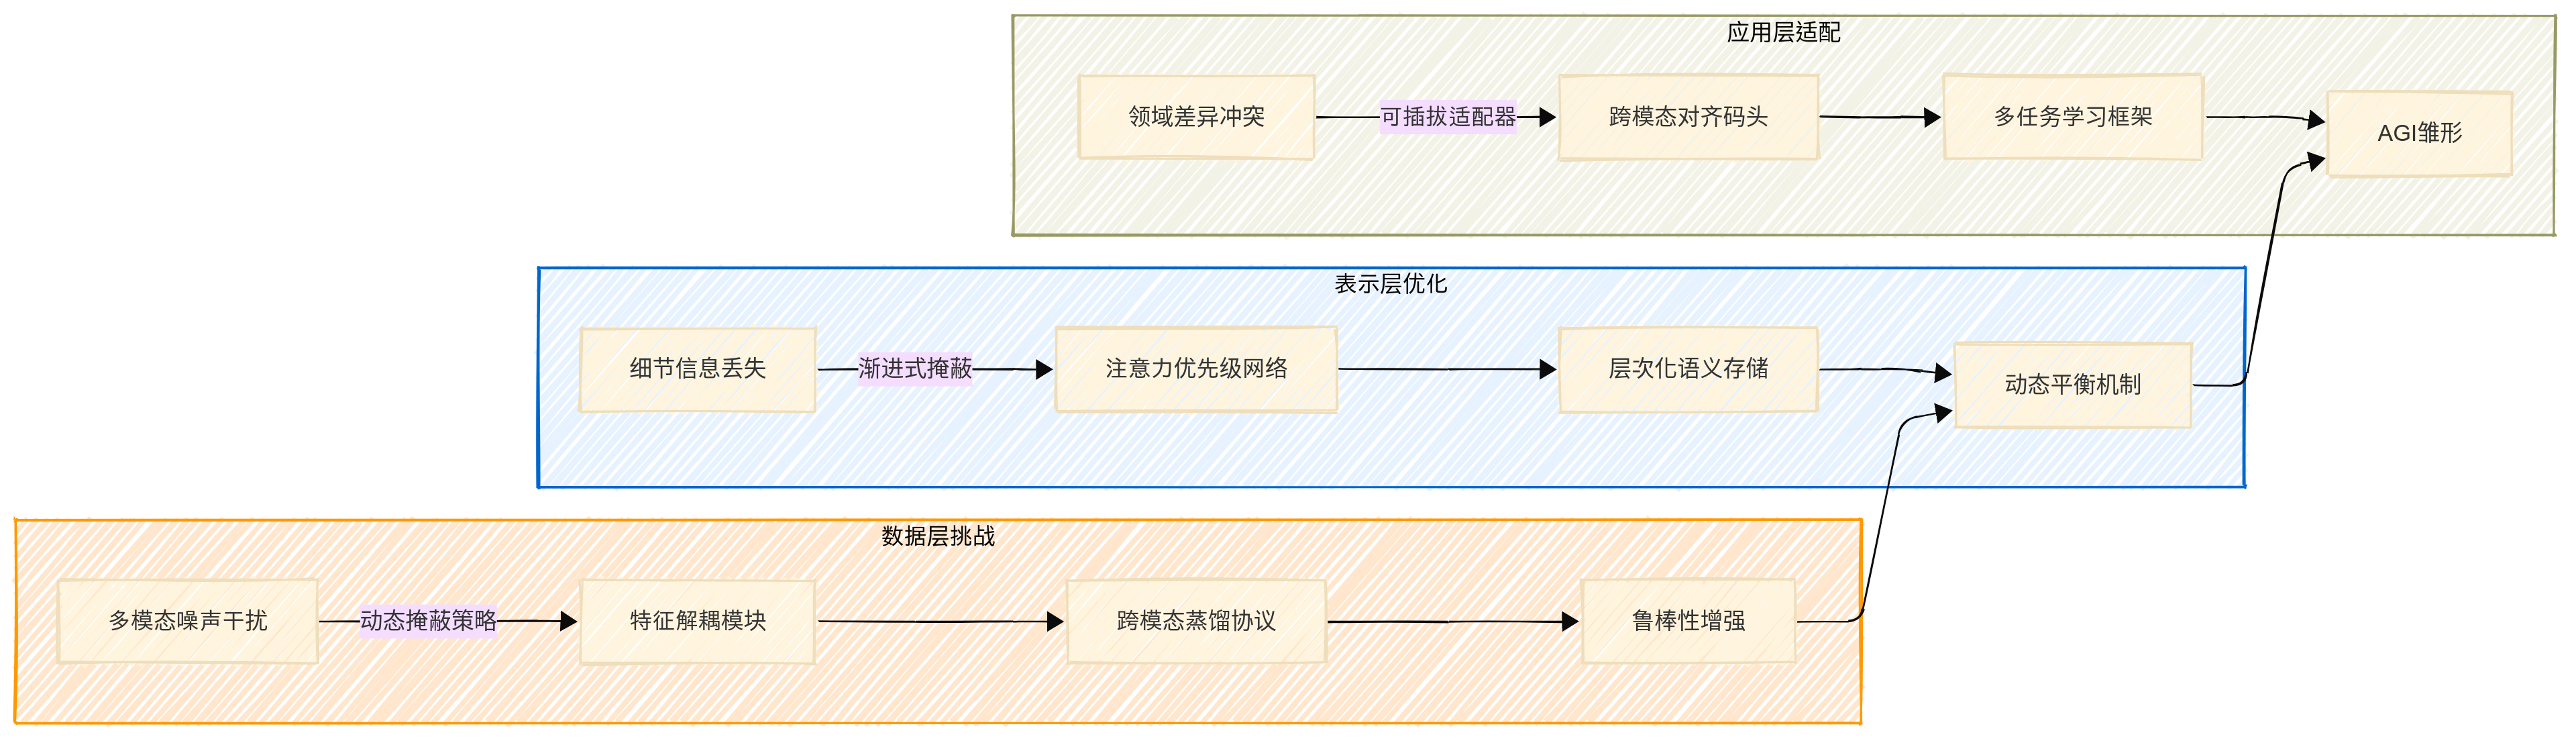 应用层适配
领域差异冲突
可插拔适配器
跨模态对齐码头
多任务学习框架
AGI雏形
表示层优化
细节信息丢失
渐进式掩蔽
注意力优先级网络
层次化语义存储
动态平衡机制
数据层挑战
多模态噪声干扰
动态掩蔽策略
特征解耦模块
跨模态蒸馏协议
鲁棒性增强